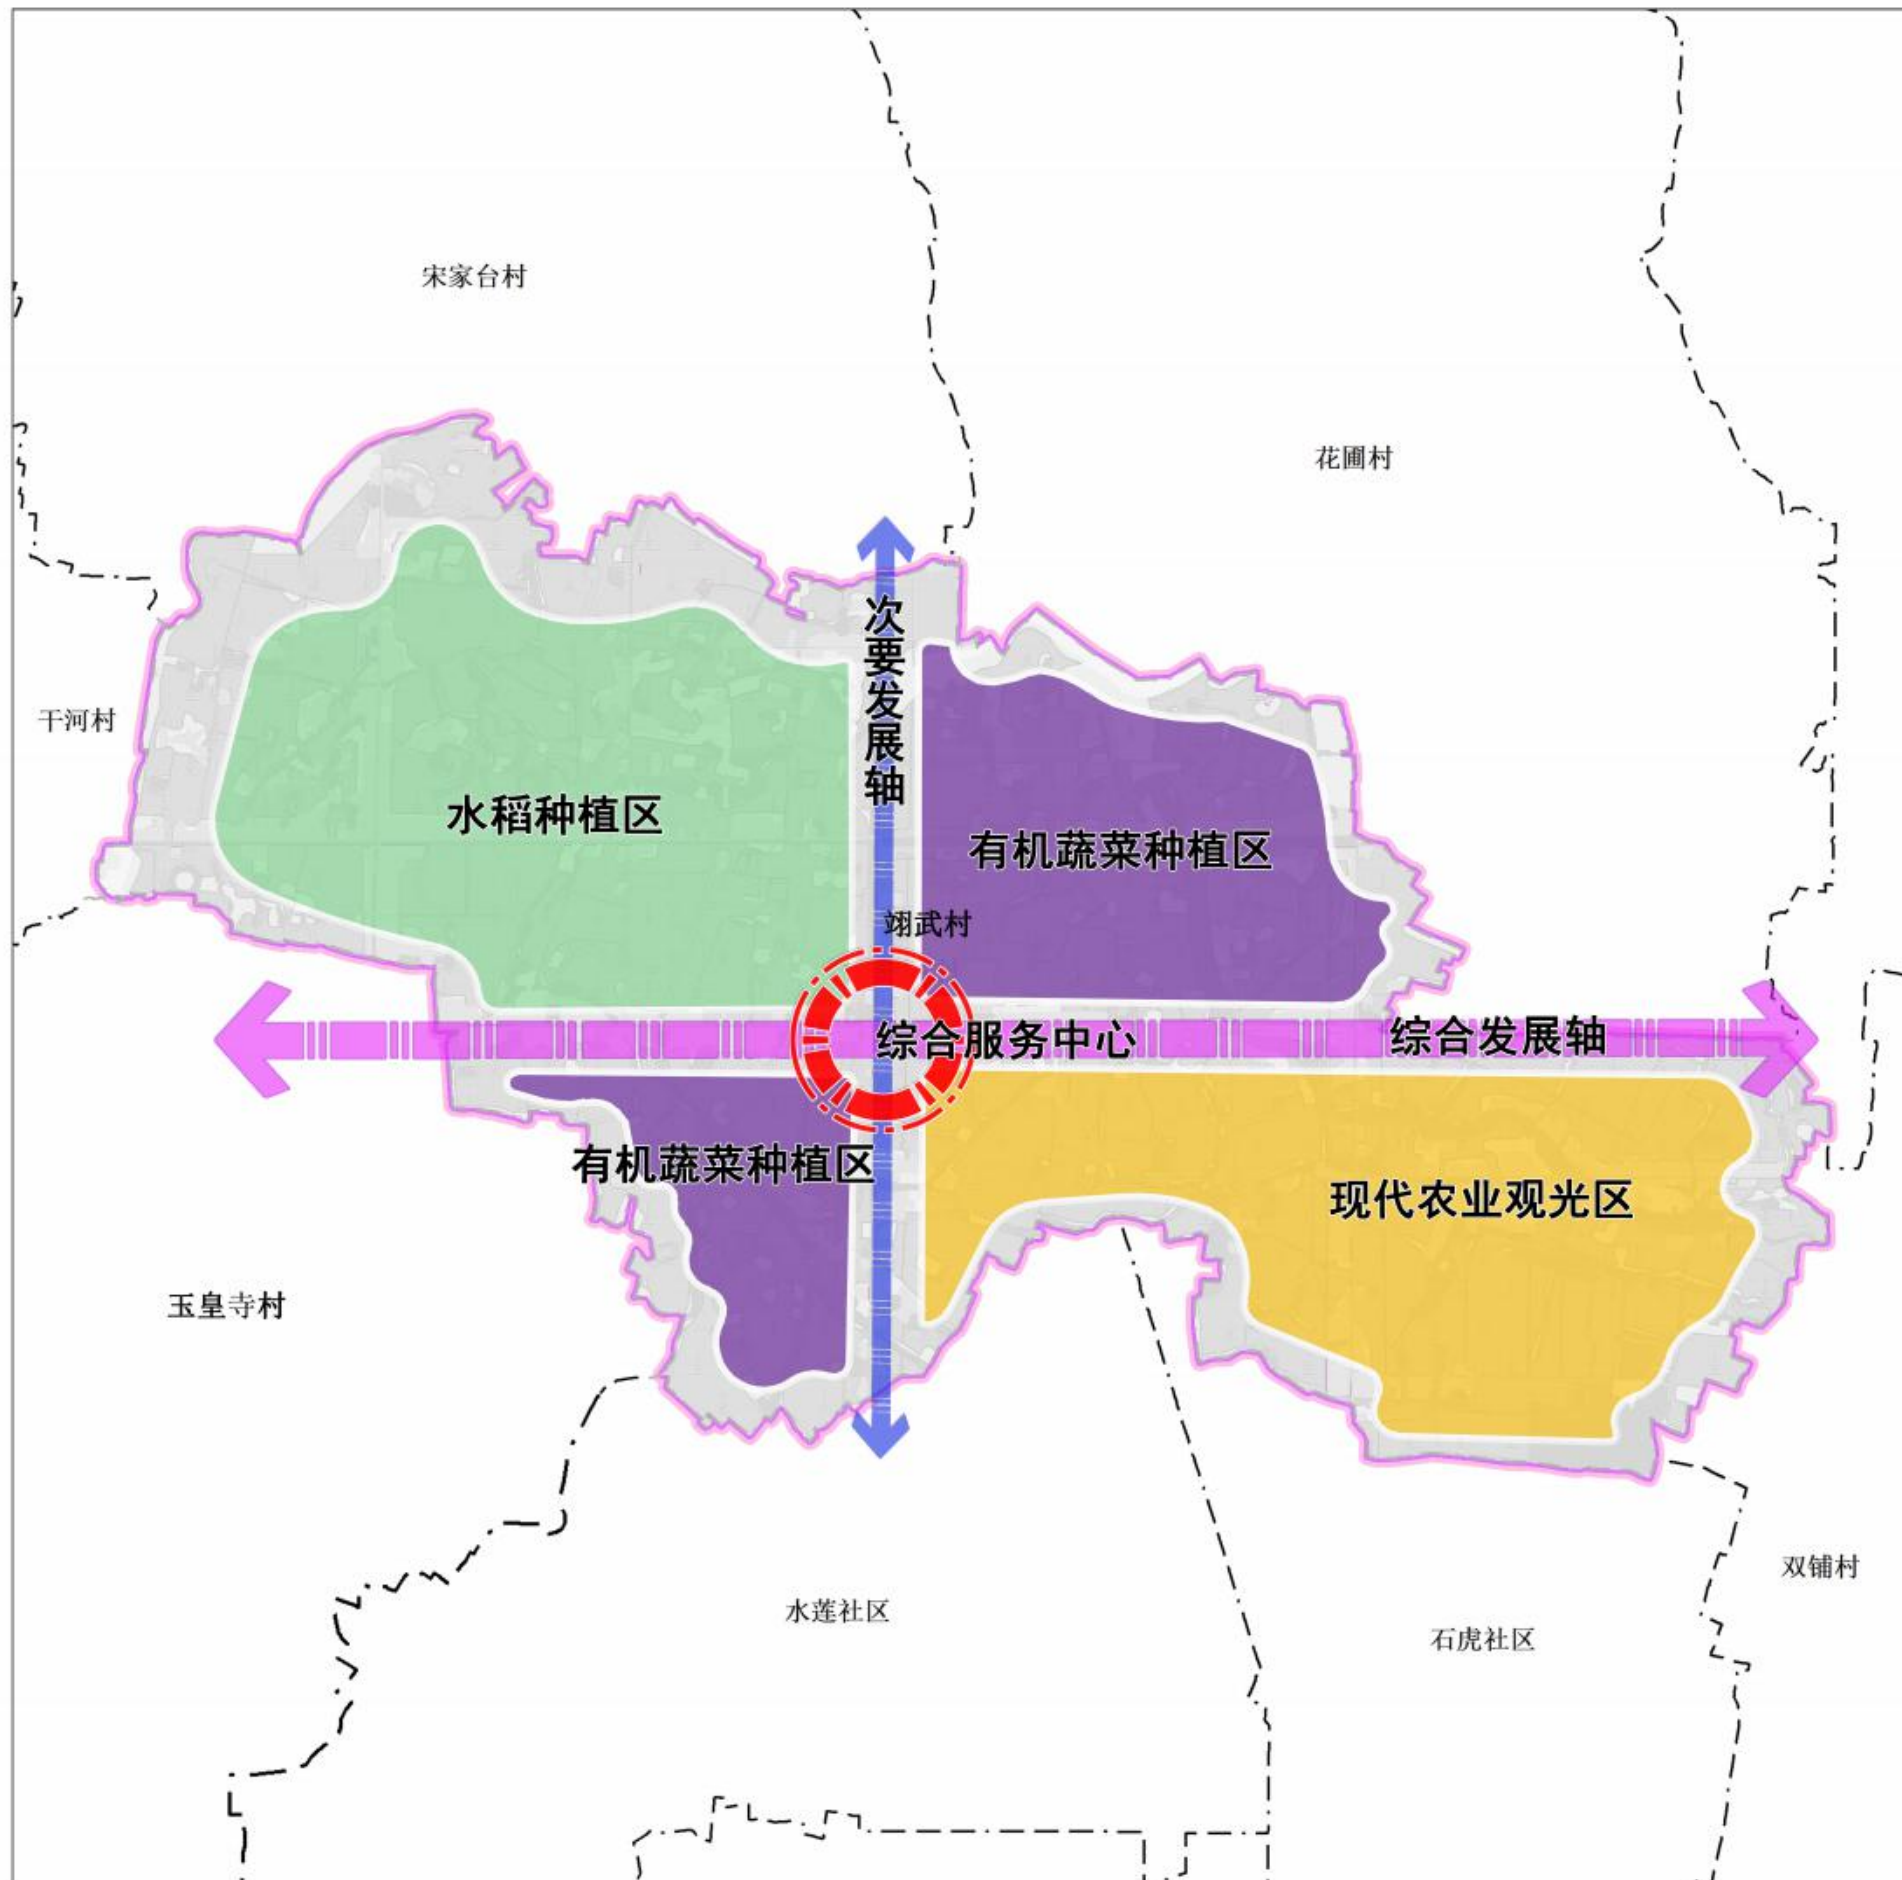 宋家台村
花圃村
次要发展轴
干河村
水稻种植区
有机蔬菜种植区
翊武村
综合服务中心
综合发展轴
有机蔬菜种植区
现代农业观光区
玉皇寺村
双铺村
水莲社区
石虎社区